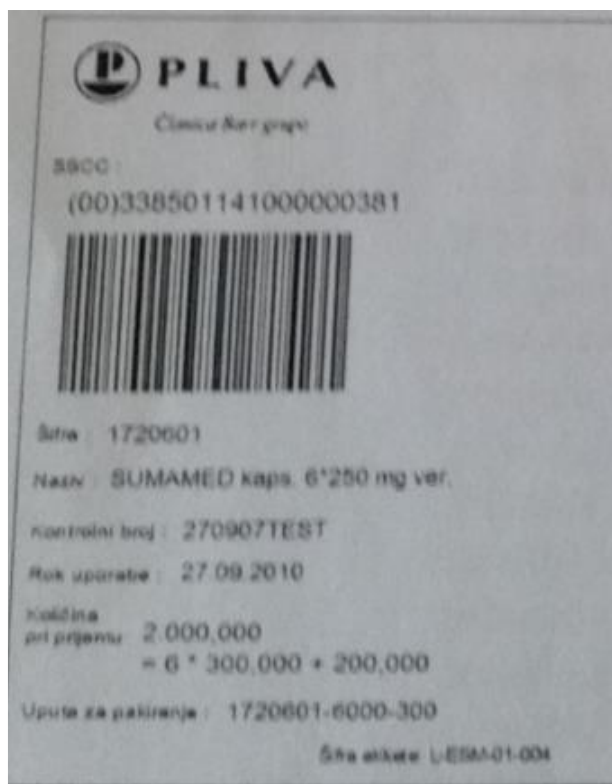 PLIVA
Članica Barr grupe
SSCC :
(00)338501141000000381
Šifra : 1720601
Naziv : SUMAMED kaps. 6*250 mg ver.
Kontrolni broj : 270907TEST
Rok uporabe : 27.09.2010
Količina
pri prijemu : 2.000,000
= 6 * 300,000 + 200,000
Uputa za pakiranje : 1720601-6000-300
Šifra etikete: L-ESM-01-004